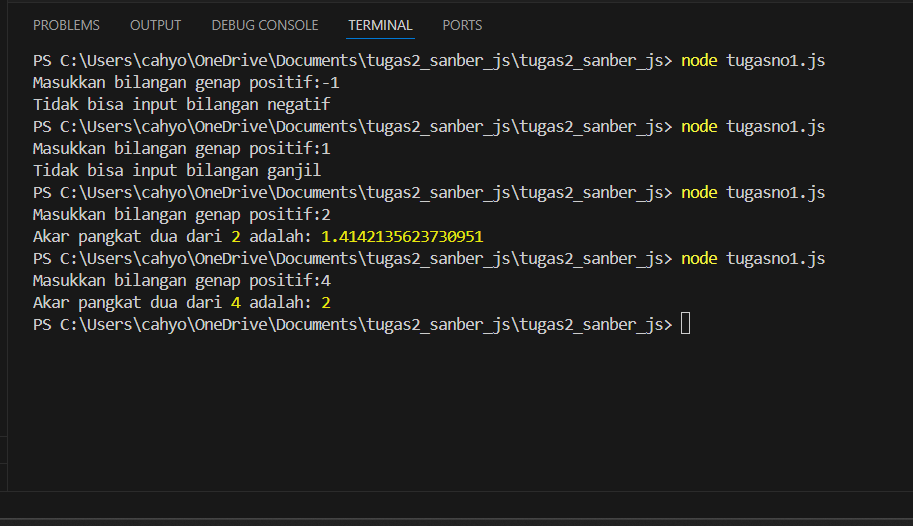 PROBLEMS OUTPUT DEBUG CONSOLE TERMINAL PORTS
PS C:\Users\cahyo\OneDrive\Documents\tugas2_sanber_js\tugas2_sanber_js> node tugasno1.js
Masukkan bilangan genap positif:-1
Tidak bisa input bilangan negatif
PS C:\Users\cahyo\OneDrive\Documents\tugas2_sanber_js\tugas2_sanber_js> node tugasno1.js
Masukkan bilangan genap positif:1
Tidak bisa input bilangan ganjil
PS C:\Users\cahyo\OneDrive\Documents\tugas2_sanber_js\tugas2_sanber_js> node tugasno1.js
Masukkan bilangan genap positif:2
Akar pangkat dua dari 2 adalah: 1.4142135623730951
PS C:\Users\cahyo\OneDrive\Documents\tugas2_sanber_js\tugas2_sanber_js> node tugasno1.js
Masukkan bilangan genap positif:4
Akar pangkat dua dari 4 adalah: 2
PS C:\Users\cahyo\OneDrive\Documents\tugas2_sanber_js\tugas2_sanber_js>